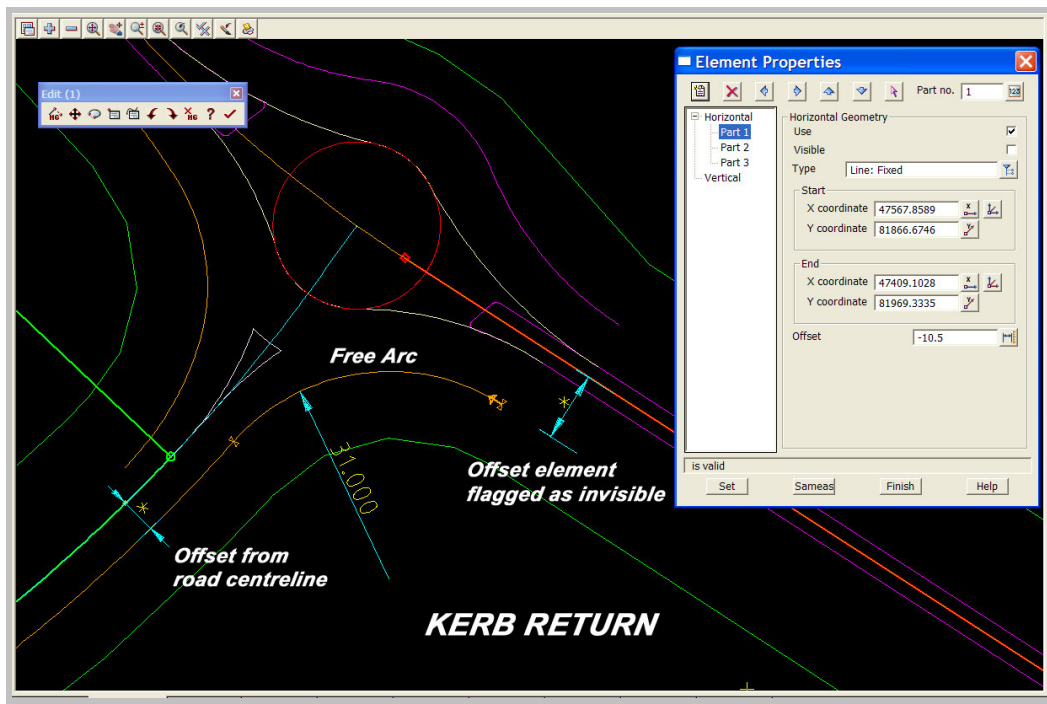 Edit (1)
HG
HG
?
Free Arc
31.000
Offset element
flagged as invisible
Offset from
road centreline
KERB RETURN
Element Properties
Part no. 1 123
Horizontal
Part 1
Part 2
Part 3
Vertical
Horizontal Geometry
Use
Visible
Type Line: Fixed
Start
X coordinate 47567.8589
Y coordinate 81866.6746
End
X coordinate 47409.1028
Y coordinate 81969.3335
Offset -10.5
is valid
Set Sameas Finish Help